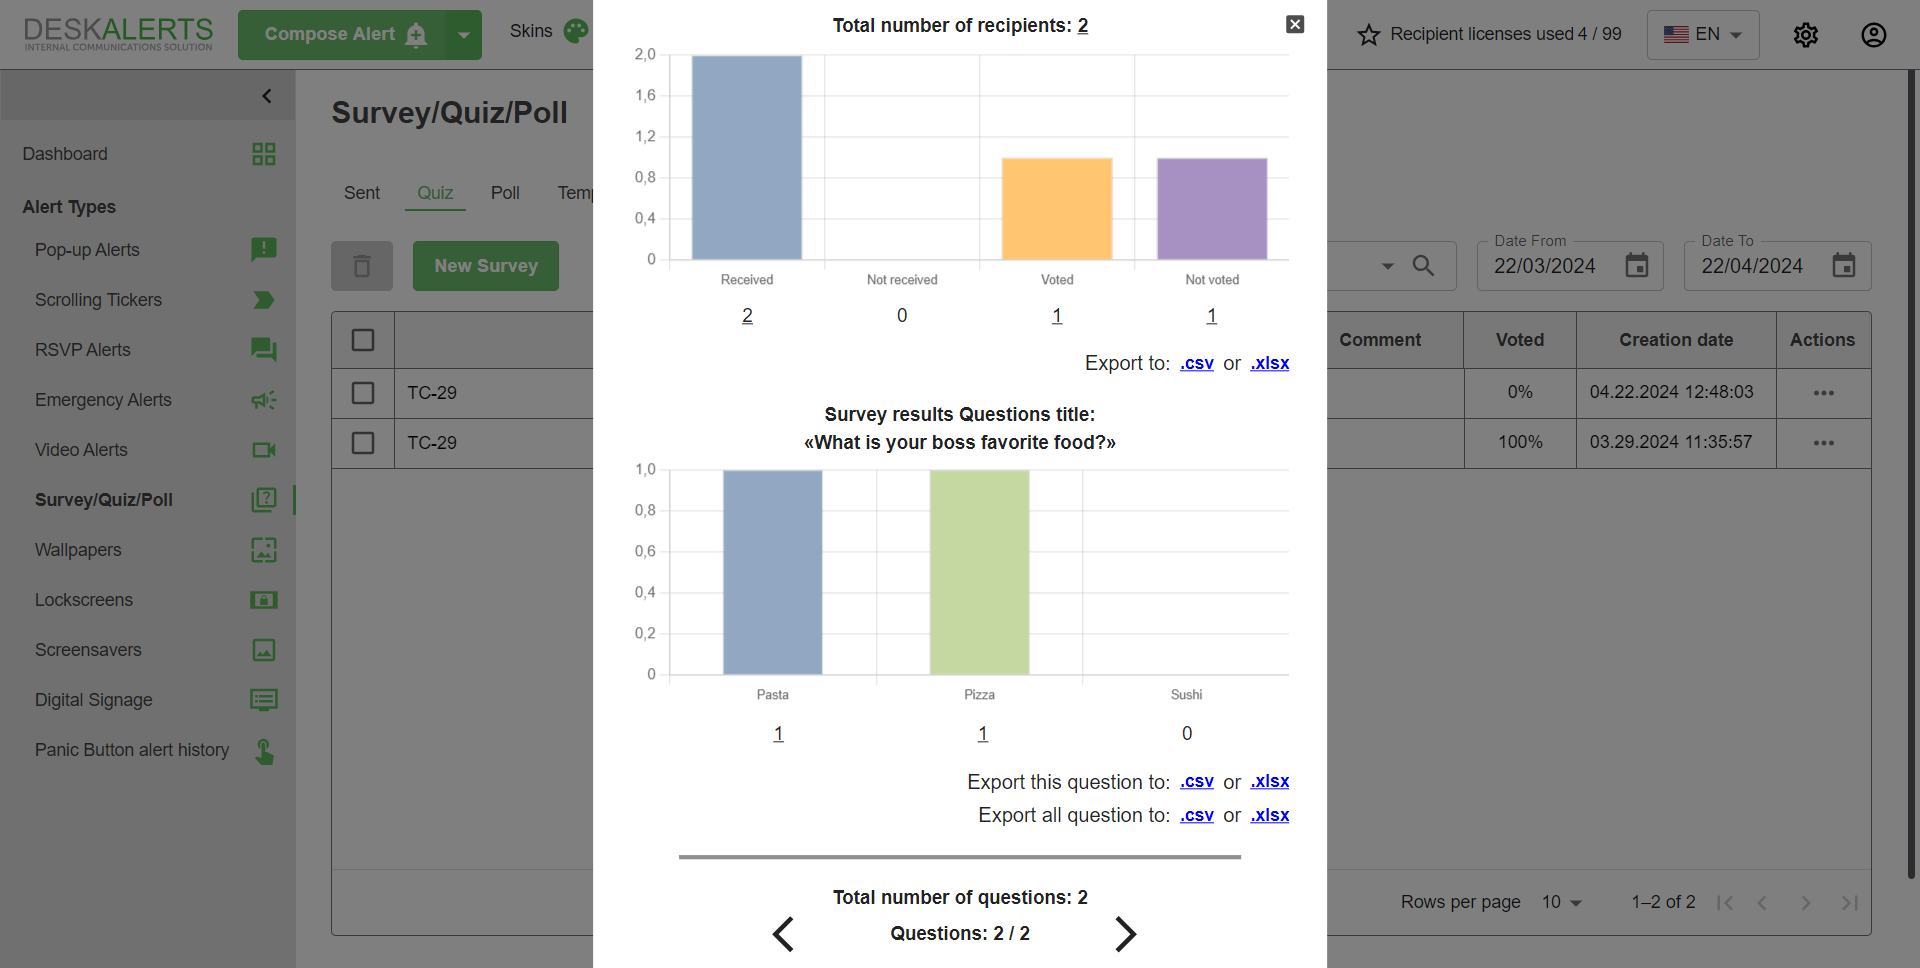 DESKALERTS
INTERNAL COMMUNICATIONS SOLUTION
Compose Alert
Skins
Recipient licenses used 4 / 99
EN
Dashboard
Alert Types
Pop-up Alerts
Scrolling Tickers
RSVP Alerts
Emergency Alerts
Video Alerts
Survey/Quiz/Poll
Wallpapers
Lockscreens
Screensavers
Digital Signage
Panic Button alert history
Survey/Quiz/Poll
Sent Quiz Poll
New Survey
Date From
22/03/2024
Date To
22/04/2024
Comment Voted Creation date Actions
TC-29 0% 04.22.2024 12:48:03
TC-29 100% 03.29.2024 11:35:57
Rows per page 10 1–2 of 2
Total number of recipients: 2
2,0
1,6
1,2
0,8
0,4
0
Received Not received Voted Not voted
2 0 1 1
Export to: .csv or .xlsx
Survey results Questions title:
«What is your boss favorite food?»
1,0
0,8
0,6
0,4
0,2
0
Pasta Pizza Sushi
1 1 0
Export this question to: .csv or .xlsx
Export all question to: .csv or .xlsx
Total number of questions: 2
Questions: 2 / 2